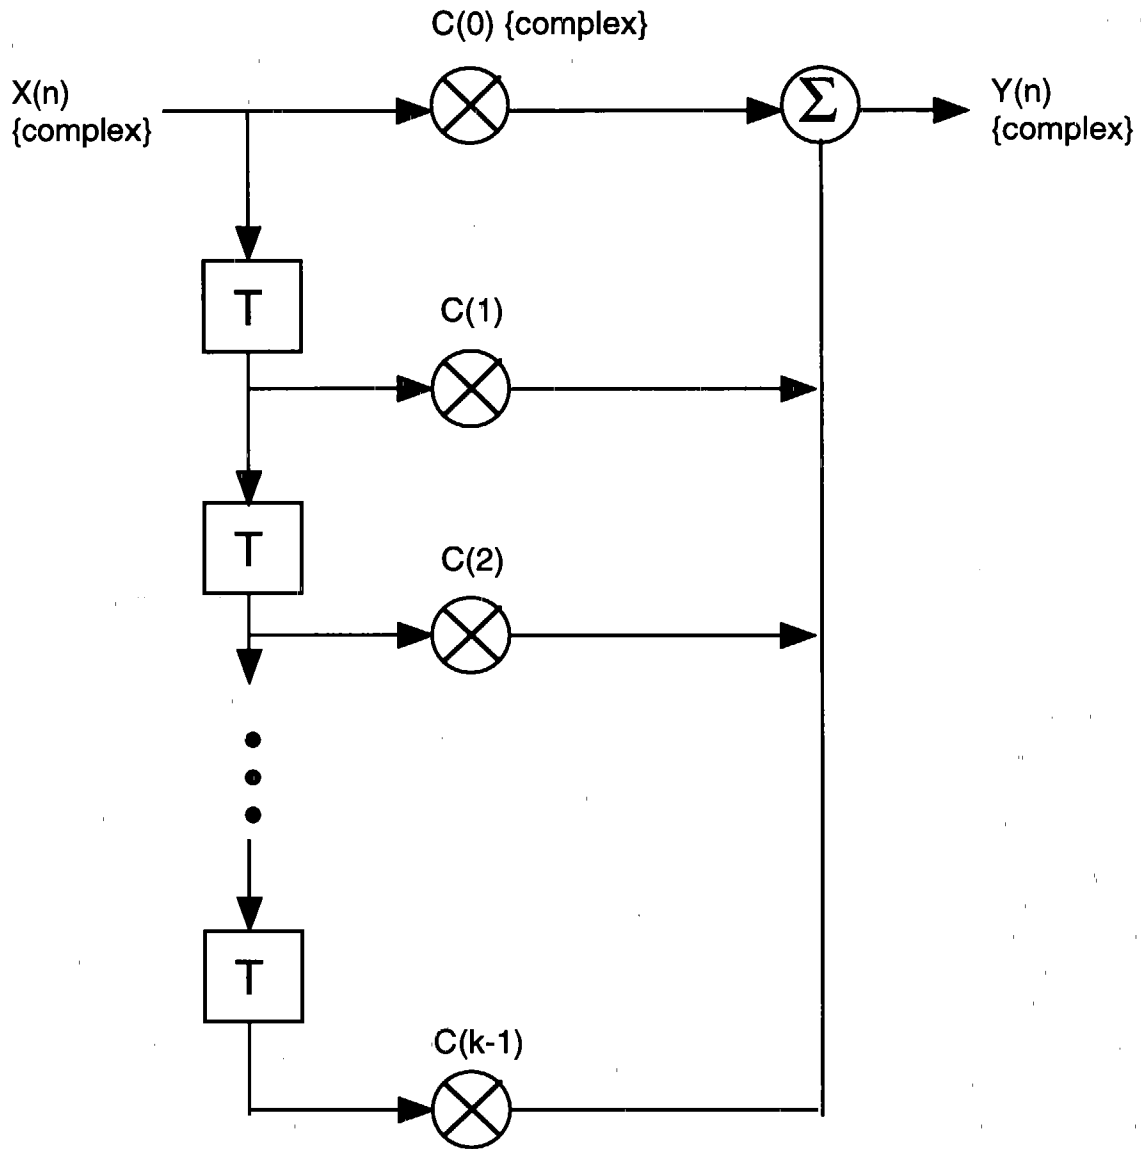 C(0) {complex}
X(n)
{complex}
Σ
Y(n)
{complex}
T
C(1)
T
C(2)
T
C(k-1)